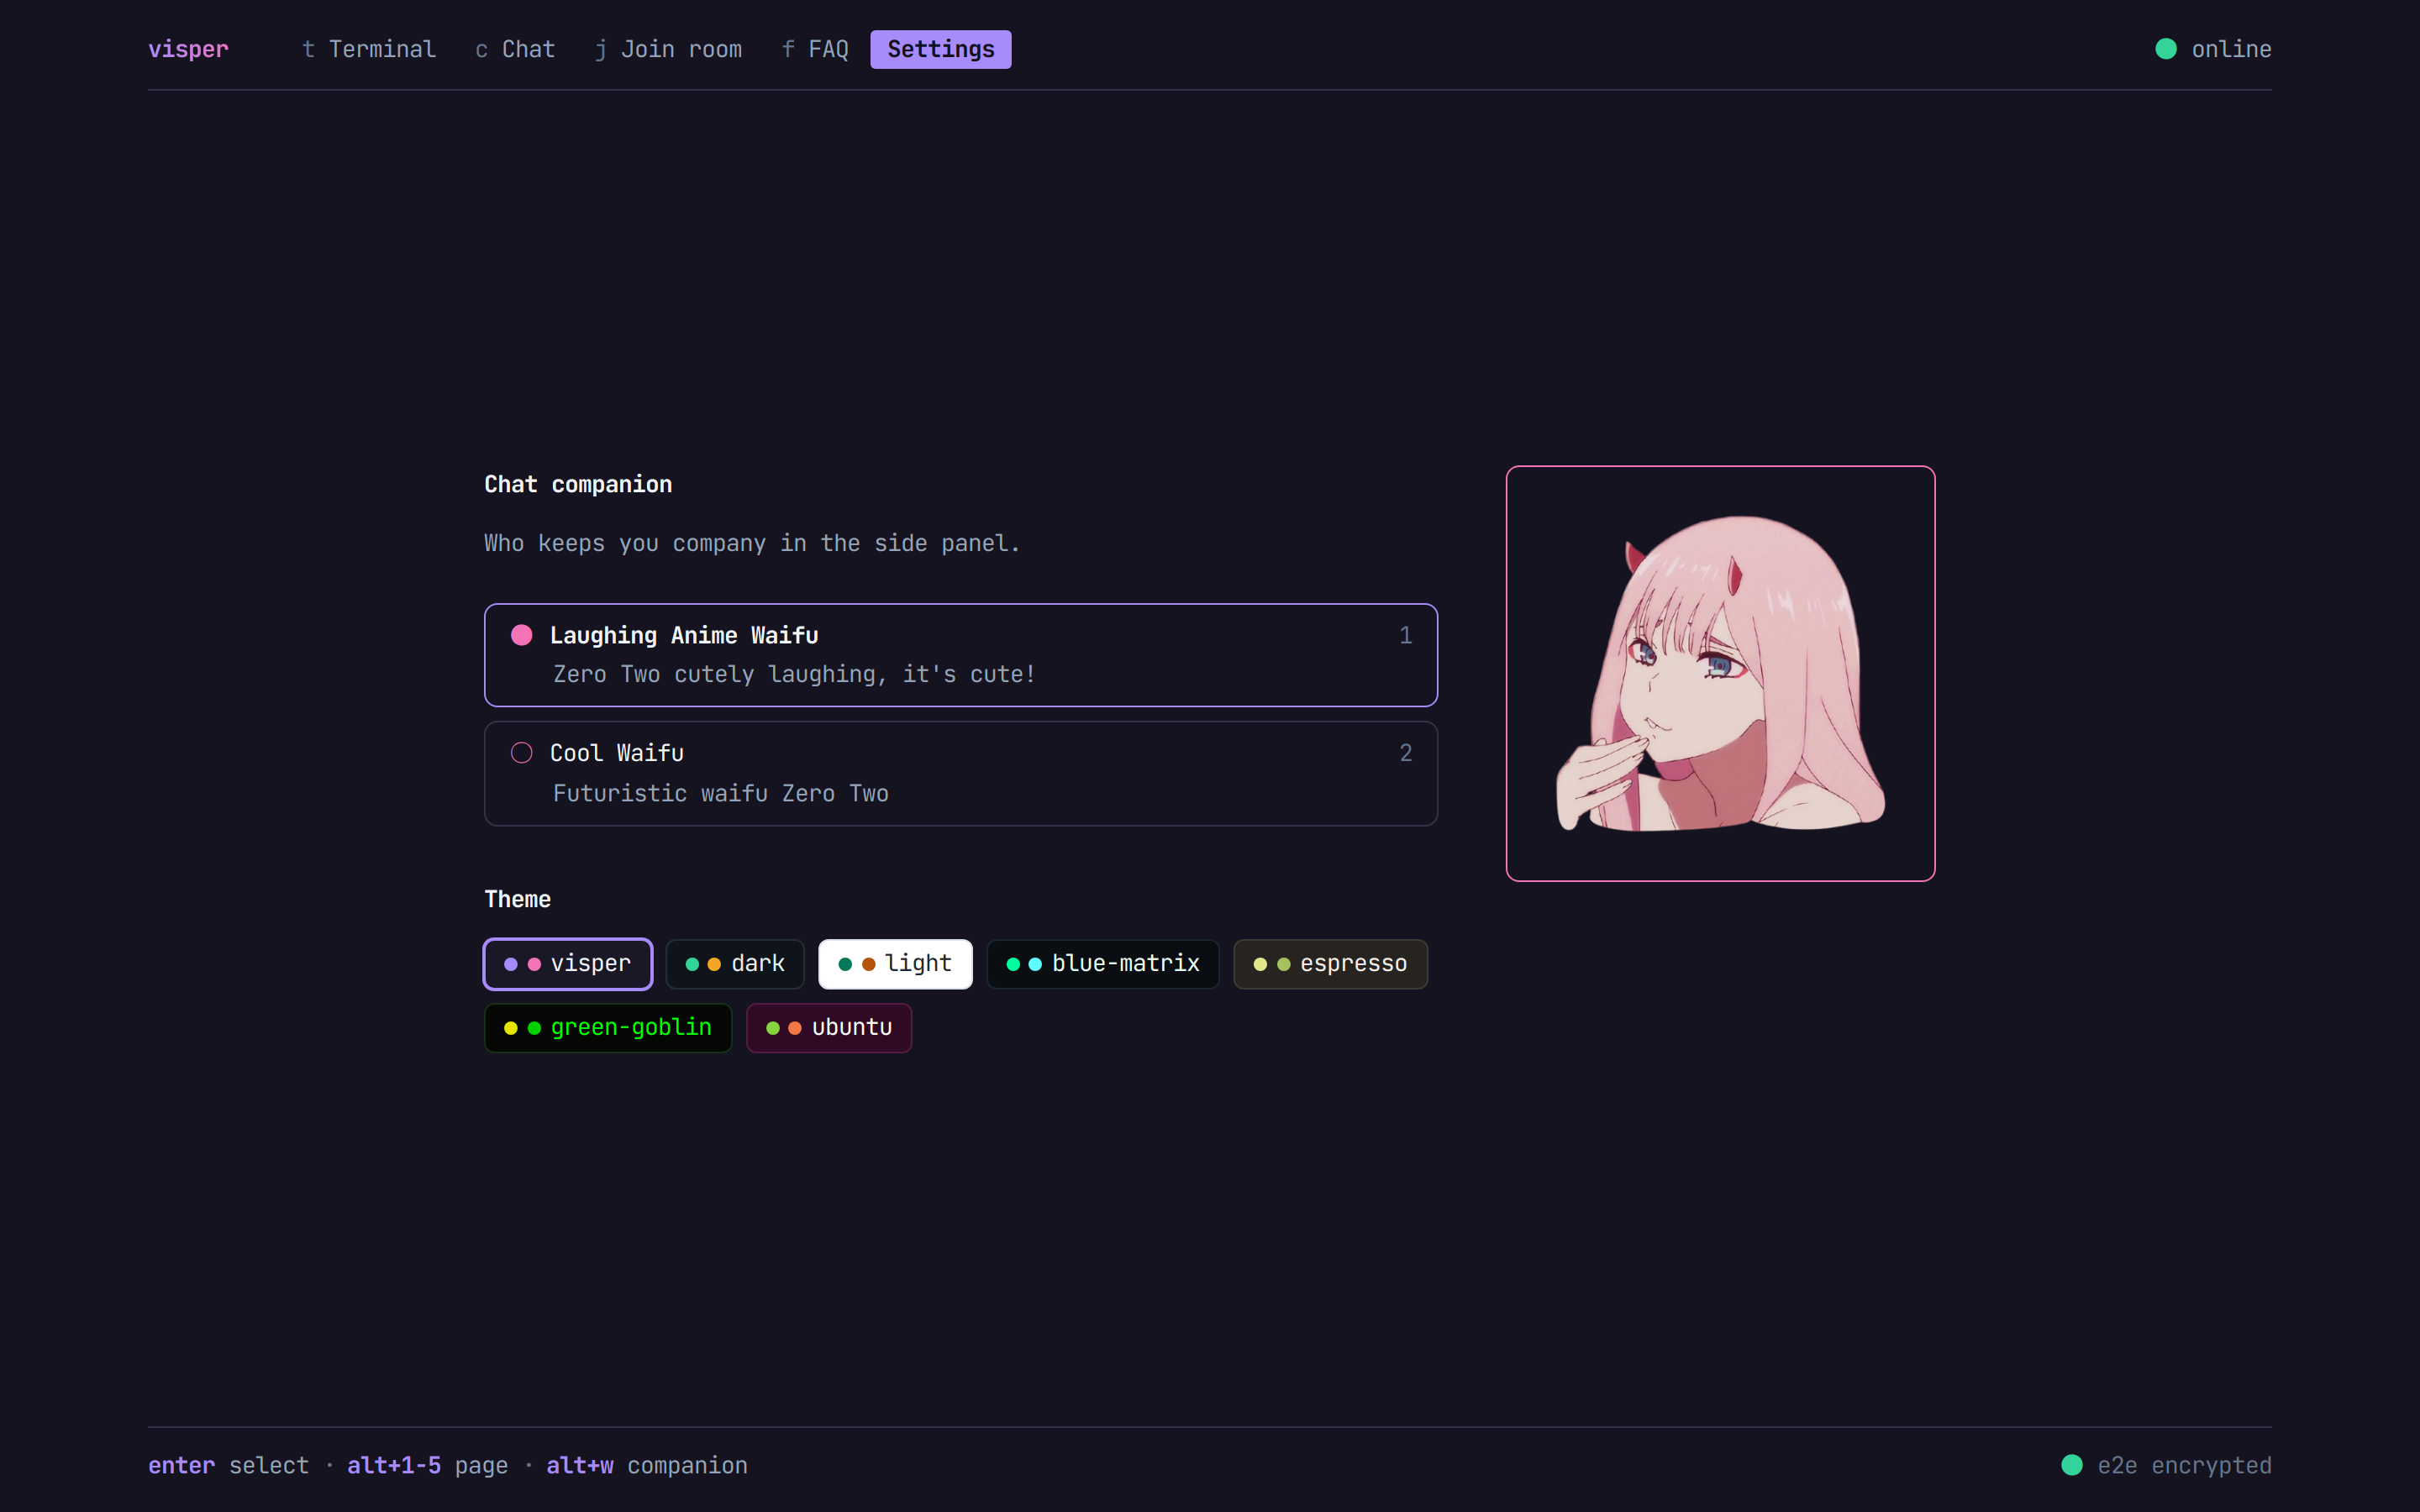 visper t Terminal c Chat j Join room f FAQ Settings online
Chat companion
Who keeps you company in the side panel.
Laughing Anime Waifu 1
Zero Two cutely laughing, it's cute!
Cool Waifu 2
Futuristic waifu Zero Two
Theme
visper dark light blue-matrix espresso
green-goblin ubuntu
enter select · alt+1-5 page · alt+w companion e2e encrypted